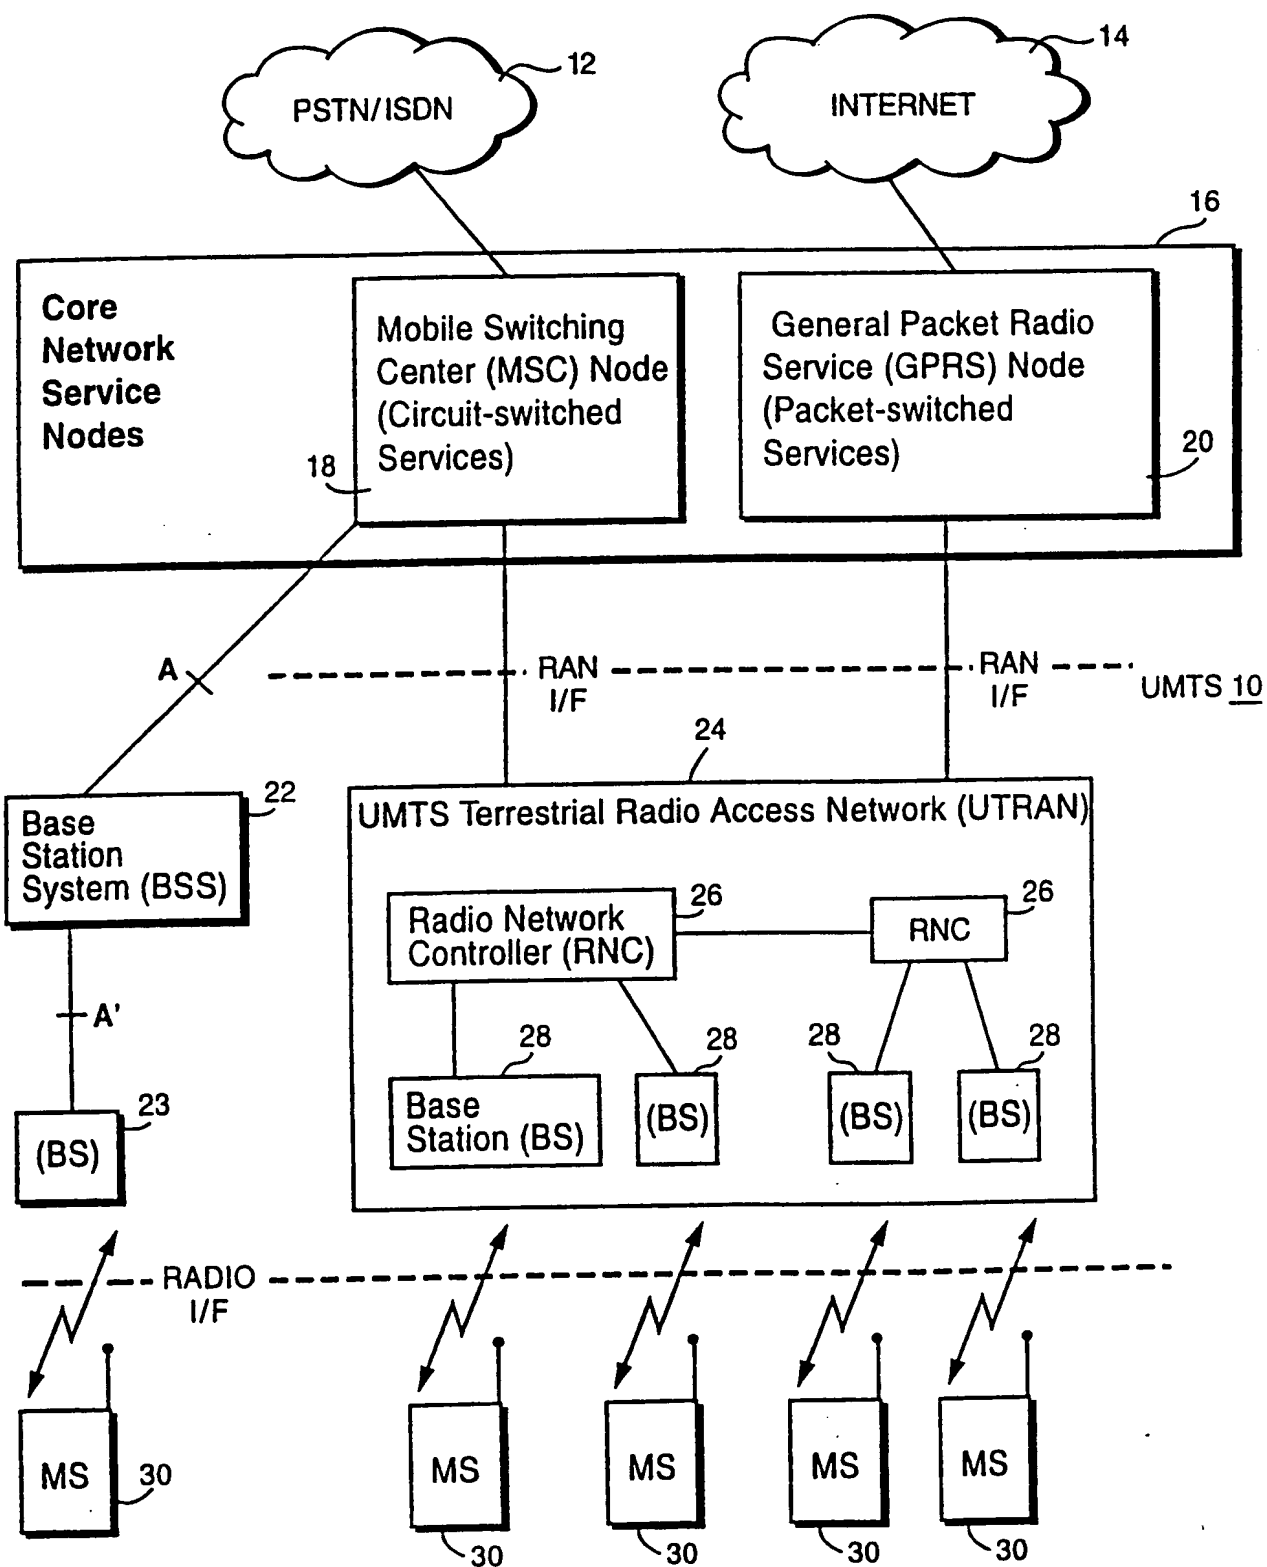 12
14
PSTN/ISDN
INTERNET
16
Core
Network
Service
Nodes
Mobile Switching
Center (MSC) Node
(Circuit-switched
Services)
18
General Packet Radio
Service (GPRS) Node
(Packet-switched
Services)
20
A
RAN
I/F
RAN
I/F
UMTS 10
24
22
Base
Station
System (BSS)
UMTS Terrestrial Radio Access Network (UTRAN)
26
Radio Network
Controller (RNC)
26
RNC
A'
28
28
28
28
Base
Station (BS)
(BS)
(BS)
(BS)
23
(BS)
RADIO
I/F
MS
30
MS
30
MS
30
MS
30
MS
30